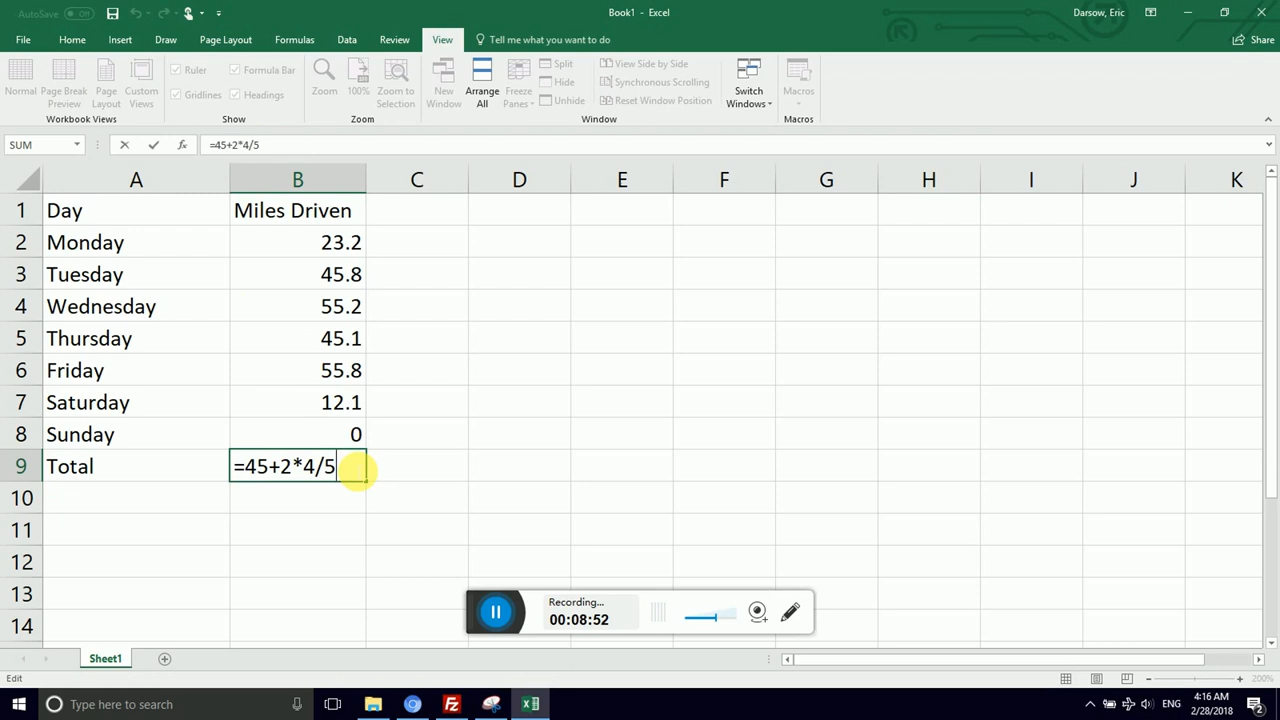 AutoSave Off
Book1 - Excel
Darsow, Eric
File Home Insert Draw Page Layout Formulas Data Review View Tell me what you want to do Share
Normal
Page Break
Preview
Page
Layout
Custom
Views
Workbook Views
Ruler
Formula Bar
Gridlines
Headings
Show
Zoom
100%
Zoom to
Selection
Zoom
New
Window
Arrange
All
Freeze
Panes
Split
Hide
Unhide
View Side by Side
Synchronous Scrolling
Reset Window Position
Window
Switch
Windows
Macros
Macros
SUM =45+2*4/5
A B C D E F G H I J K
1 Day Miles Driven
2 Monday 23.2
3 Tuesday 45.8
4 Wednesday 55.2
5 Thursday 45.1
6 Friday 55.8
7 Saturday 12.1
8 Sunday 0
9 Total =45+2*4/5
10
11
12
13
14
Recording...
00:08:52
Sheet1
Edit
200%
Type here to search
ENG
4:16 AM
2/28/2018
2